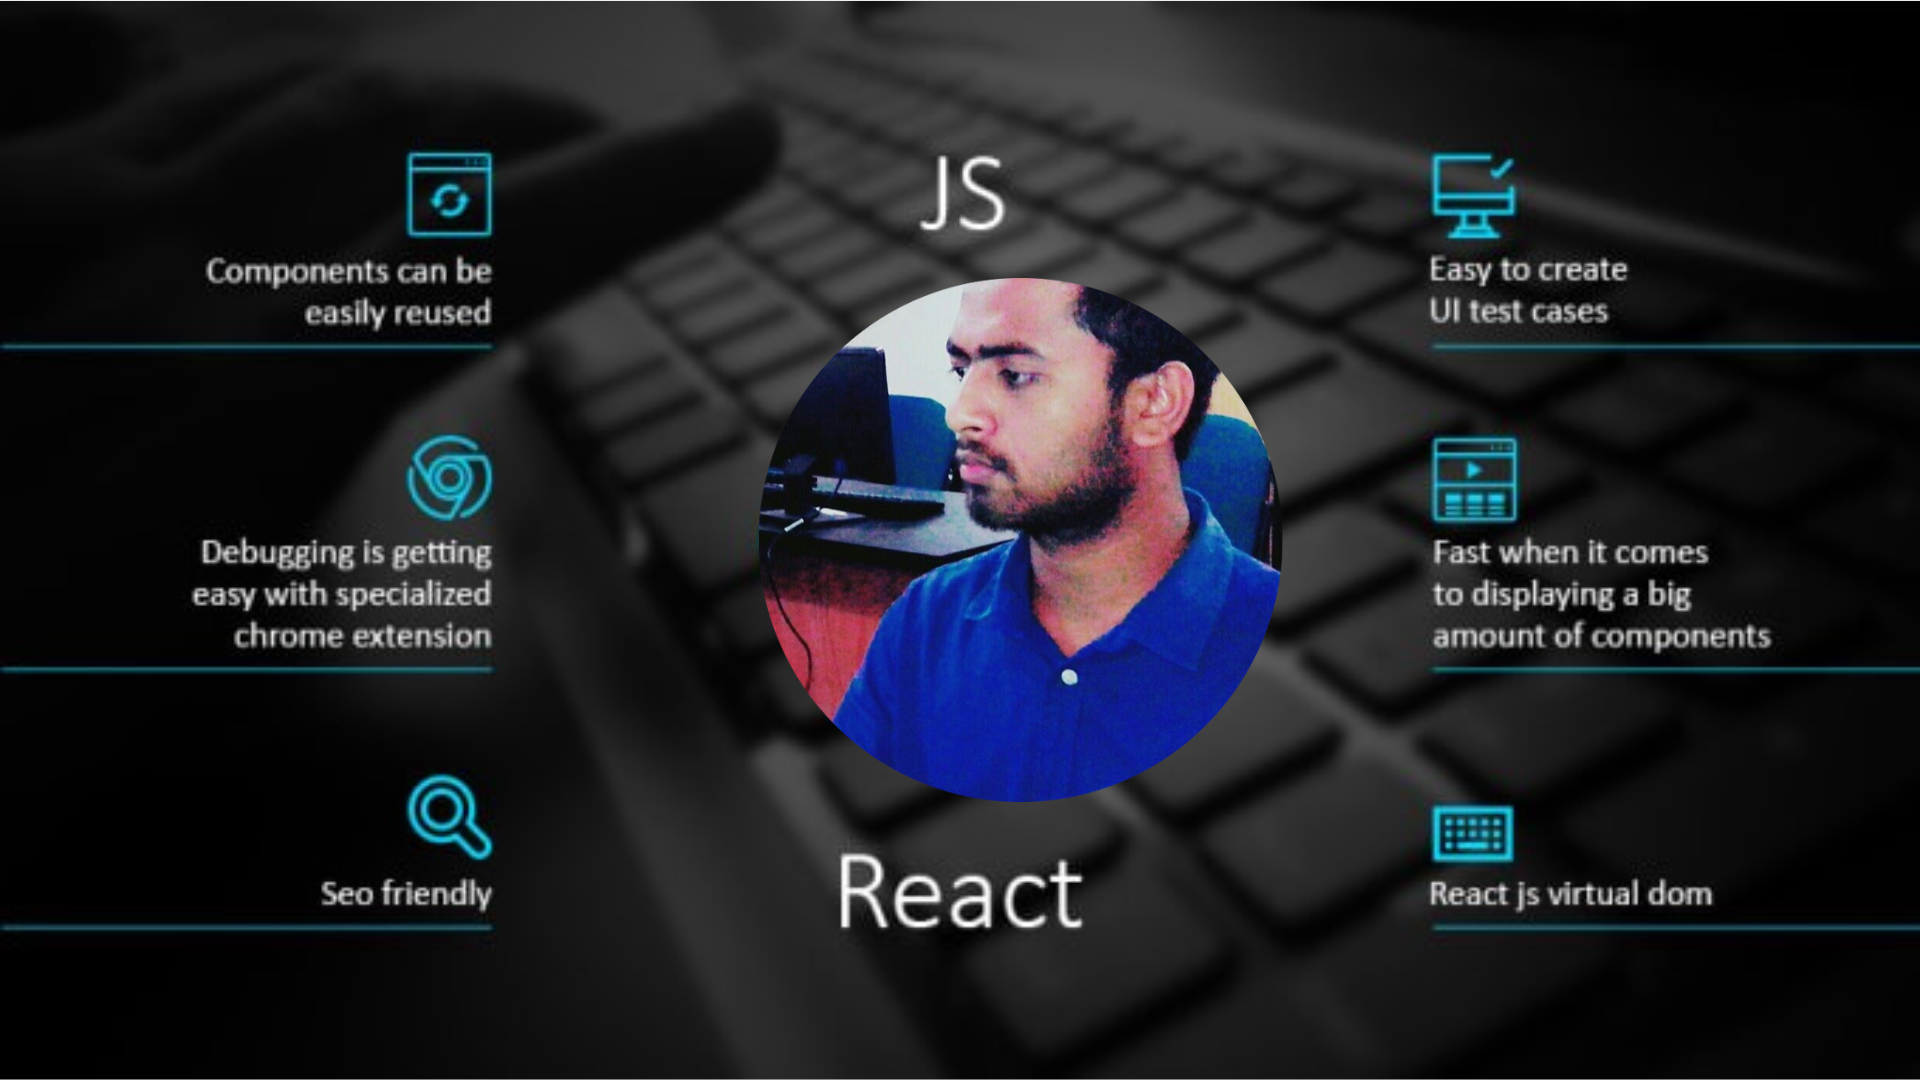 JS
Components can be
easily reused
Debugging is getting
easy with specialized
chrome extension
Seo friendly
Easy to create
UI test cases
Fast when it comes
to displaying a big
amount of components
React js virtual dom
React